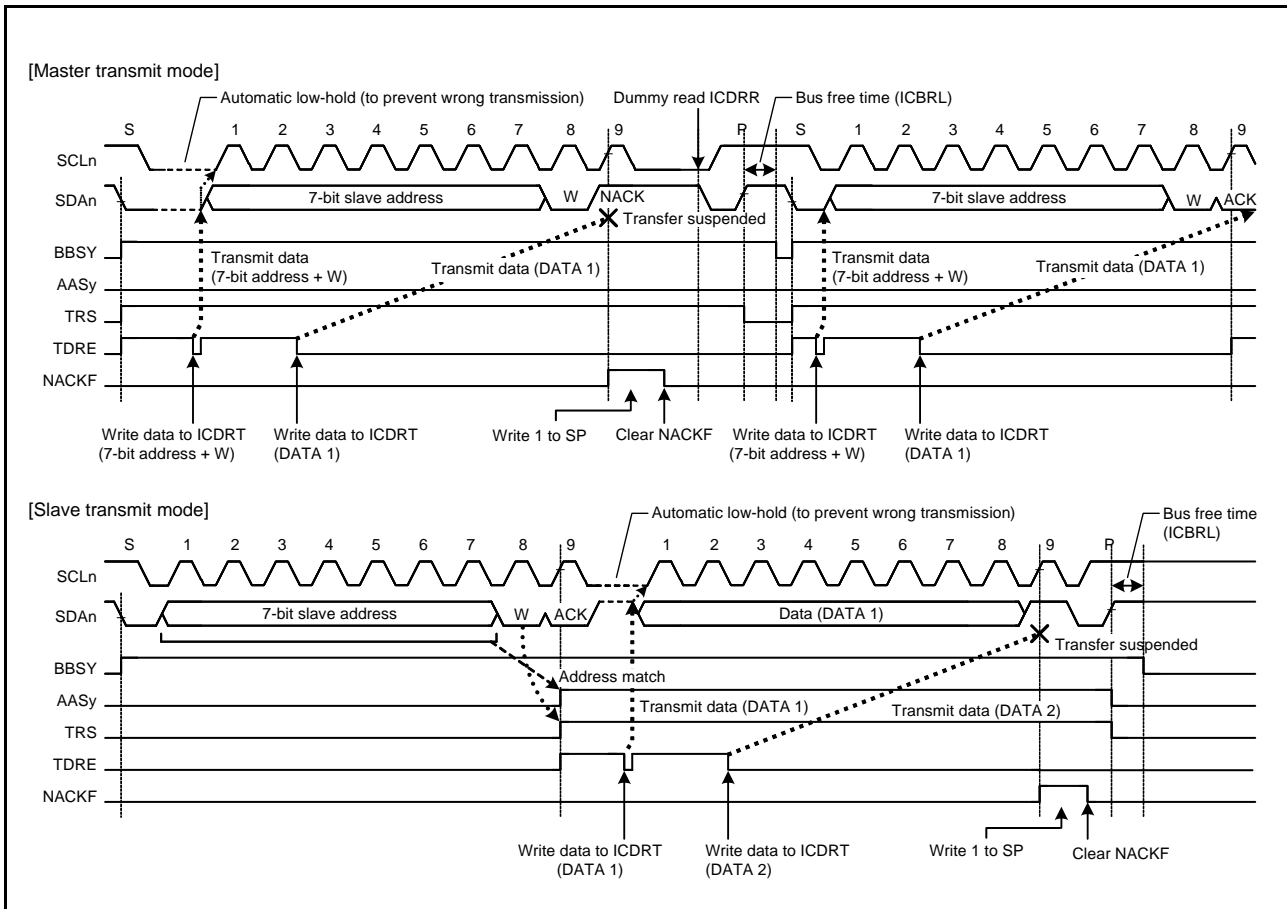 [Master transmit mode]
Automatic low-hold (to prevent wrong transmission) Dummy read ICDRR Bus free time (ICBRL)
S 1 2 3 4 5 6 7 8 9 P S 1 2 3 4 5 6 7 8 9
SCLn
SDAn 7-bit slave address W NACK 7-bit slave address W ACK
Transfer suspended
BBSY
Transmit data
(7-bit address + W)
Transmit data (DATA 1)
Transmit data
(7-bit address + W)
Transmit data (DATA 1)
AASy
TRS
TDRE
NACKF
Write data to ICDRT
(7-bit address + W)
Write data to ICDRT
(DATA 1)
Write 1 to SP
Clear NACKF
Write data to ICDRT
(7-bit address + W)
Write data to ICDRT
(DATA 1)
[Slave transmit mode]
Automatic low-hold (to prevent wrong transmission)
Bus free time
(ICBRL)
S 1 2 3 4 5 6 7 8 9 1 2 3 4 5 6 7 8 9 P
SCLn
SDAn 7-bit slave address W ACK Data (DATA 1)
Transfer suspended
BBSY
Address match
AASy
Transmit data (DATA 1) Transmit data (DATA 2)
TRS
TDRE
NACKF
Write data to ICDRT
(DATA 1)
Write data to ICDRT
(DATA 2)
Write 1 to SP
Clear NACKF